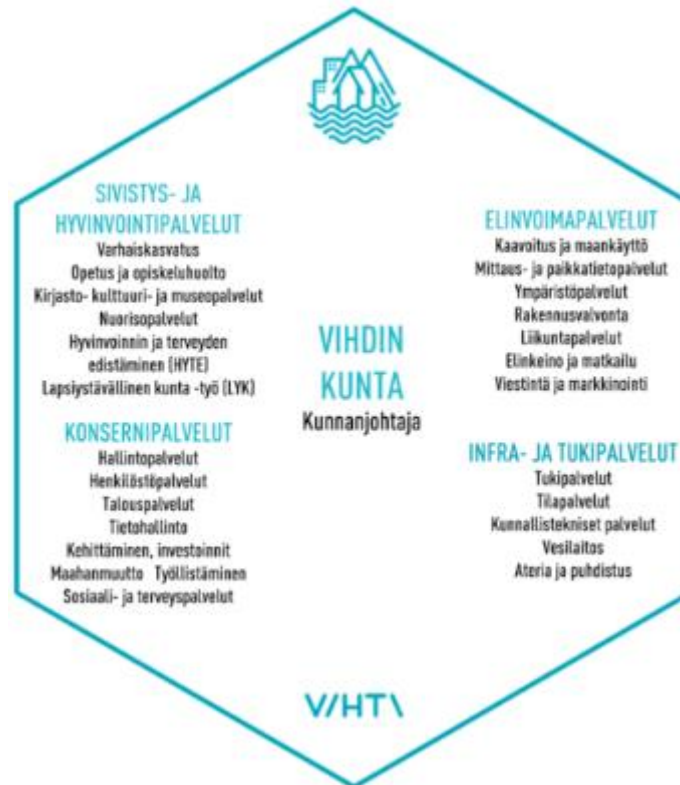 SIVISTYS- JA
HYVINVOINTIPALVELUT
Varhaiskasvatus
Opetus ja opiskeluhuolto
Kirjasto- kulttuuri- ja museopalvelut
Nuorisopalvelut
Hyvinvoinnin ja terveyden
edistäminen (HYTE)
Lapsiystävällinen kunta -työ (LYK)
KONSERNIPALVELUT
Hallintopalvelut
Henkilöstöpalvelut
Talouspalvelut
Tietohallinto
Kehittäminen, investoinnit
Maahanmuutto Työllistäminen
Sosiaali- ja terveyspalvelut
VIHDIN
KUNTA
Kunnanjohtaja
ELINVOIMAPALVELUT
Kaavoitus ja maankäyttö
Mittaus- ja paikkatietopalvelut
Ympäristöpalvelut
Rakennusvalvonta
Liikuntapalvelut
Elinkeino ja matkailu
Viestintä ja markkinointi
INFRA- JA TUKIPALVELUT
Tukipalvelut
Tilapalvelut
Kunnallistekniset palvelut
Vesilaitos
Ateria ja puhdistus
VIHTI